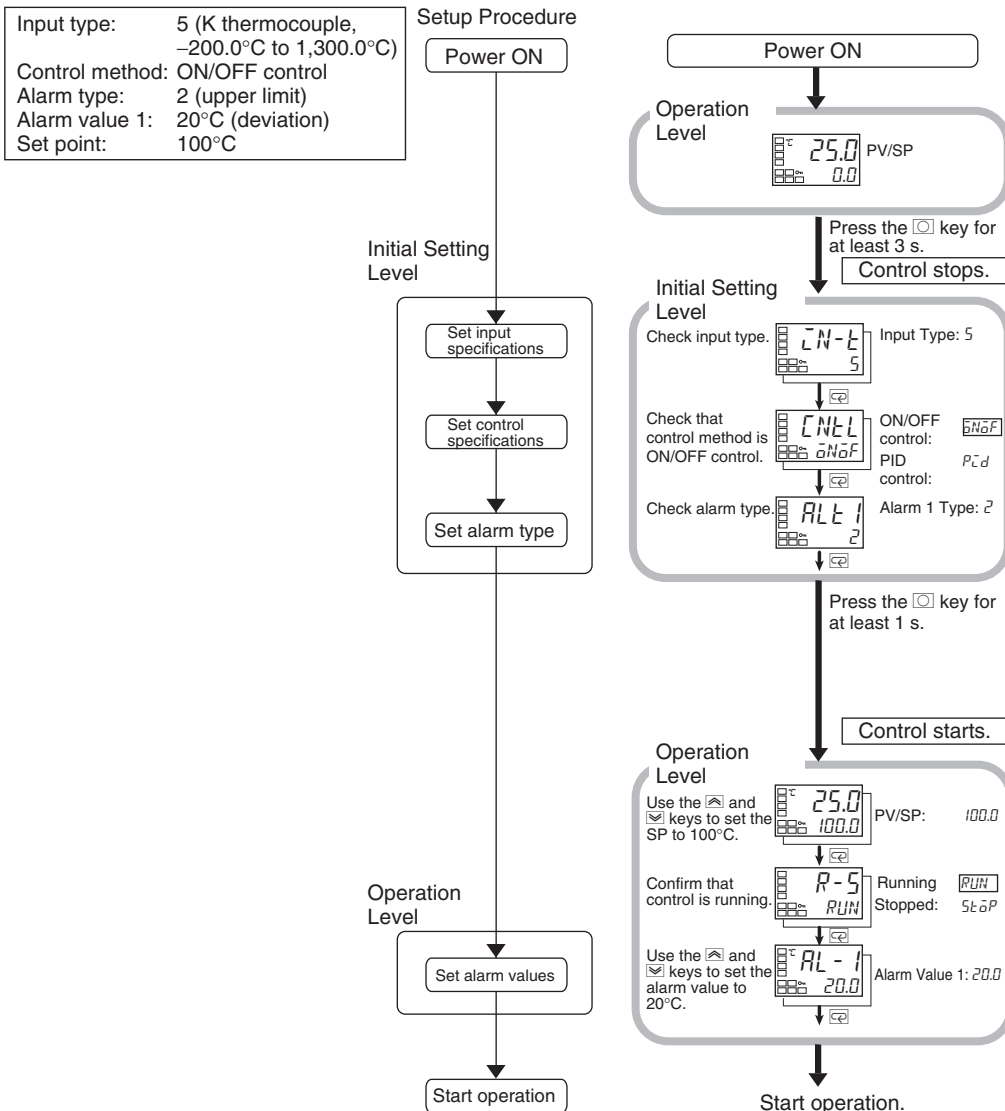 Input type: 5 (K thermocouple,
–200.0°C to 1,300.0°C)
Control method: ON/OFF control
Alarm type: 2 (upper limit)
Alarm value 1: 20°C (deviation)
Set point: 100°C
Setup Procedure
Power ON
Initial Setting
Level
Set input
specifications
Set control
specifications
Set alarm type
Operation
Level
Set alarm values
Start operation
Power ON
Operation
Level
°C 25.0 PV/SP
0.0
Press the key for
at least 3 s.
Control stops.
Initial Setting
Level
Check input type.
IN-t
5
Input Type: 5
Check that
control method is
ON/OFF control.
CNtL
oNoF
ON/OFF
control: oNoF
PID
control: Pid
Check alarm type.
ALt1
2
Alarm 1 Type: 2
Press the key for
at least 1 s.
Control starts.
Operation
Level
Use the and
keys to set the
SP to 100°C.
°C 25.0
100.0
PV/SP: 100.0
Confirm that
control is running.
R-S
RUN
Running RUN
Stopped: StoP
Use the and
keys to set the
alarm value to
20°C.
°C AL-1
20.0
Alarm Value 1: 20.0
Start operation.